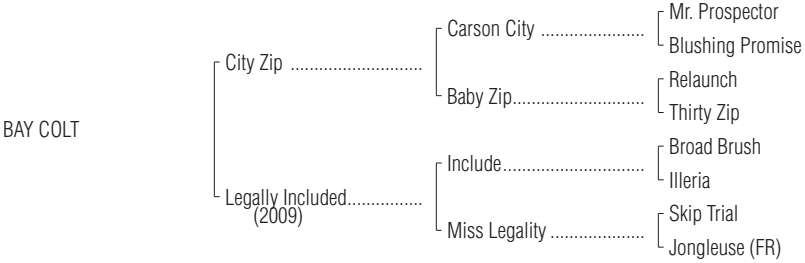 Mr. Prospector
Carson City ......................
Blushing Promise
City Zip ............................
Relaunch
Baby Zip............................
Thirty Zip
BAY COLT
Broad Brush
Include..............................
Illeria
Legally Included................
(2009)
Skip Trial
Miss Legality ....................
Jongleuse (FR)